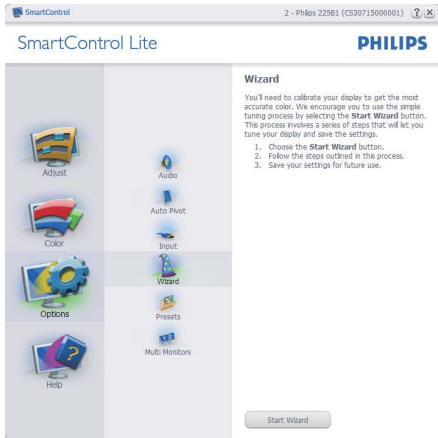 SmartControl
2 - Philips 225B1 (CS30715000001)
? X
SmartControl Lite
PHILIPS
Adjust
Color
Options
Help
?
Audio
Auto Pivot
Input
Wizard
Presets
Multi Monitors
Wizard
You'll need to calibrate your display to get the most
accurate color. We encourage you to use the simple
tuning process by selecting the Start Wizard button.
This process involves a series of steps that will let you
tune your display and save the settings.
1. Choose the Start Wizard button.
2. Follow the steps outlined in this process.
3. Save your settings for future use.
Start Wizard